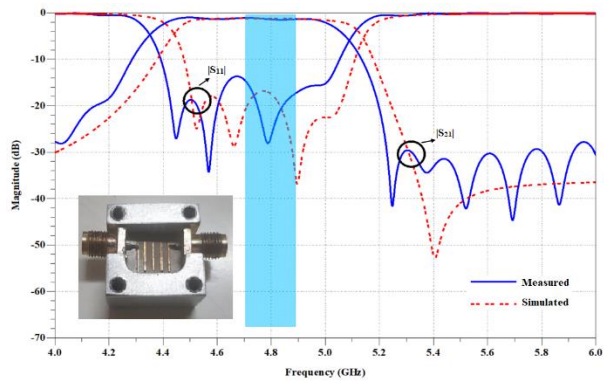 0
-10
-20
-30
-40
-50
-60
-70
Magnitude (dB)
|S11|
|S21|
Measured
Simulated
4.0 4.2 4.4 4.6 4.8 5.0 5.2 5.4 5.6 5.8 6.0
Frequency (GHz)